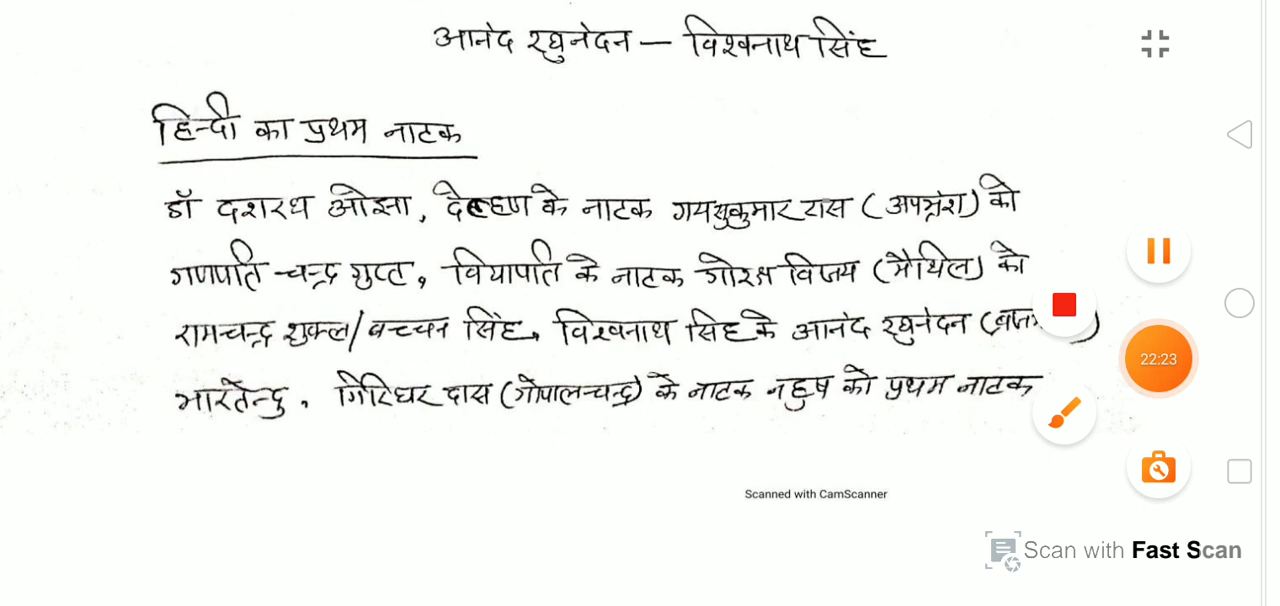 आनंद रघुनंदन — विश्वनाथ सिंह
हिन्दी का प्रथम नाटक
डॉ दशरथ ओझा, देल्हण के नाटक गयसुकुमार रास (अपभ्रंश) को
गणपति चन्द्र गुप्त, विद्यापति के नाटक गोरक्ष विजय (मैथिल) को
रामचन्द्र शुक्ल/बच्चन सिंह, विश्वनाथ सिंह के आनंद रघुनंदन
भारतेन्दु, गिरिधर दास (गोपालचन्द्र) के नाटक नहुष को प्रथम नाटक
22:23
Scanned with CamScanner
Scan with Fast Scan